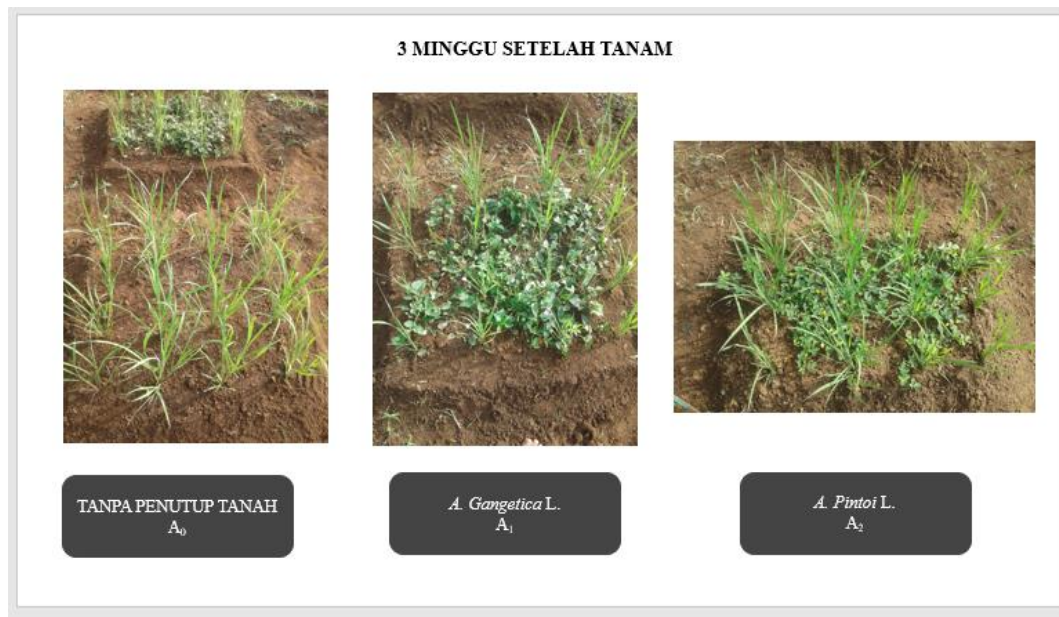 3 MINGGU SETELAH TANAM
TANPA PENUTUP TANAH
A₀
A. Gangetica L.
A₁
A. Pintoi L.
A₂